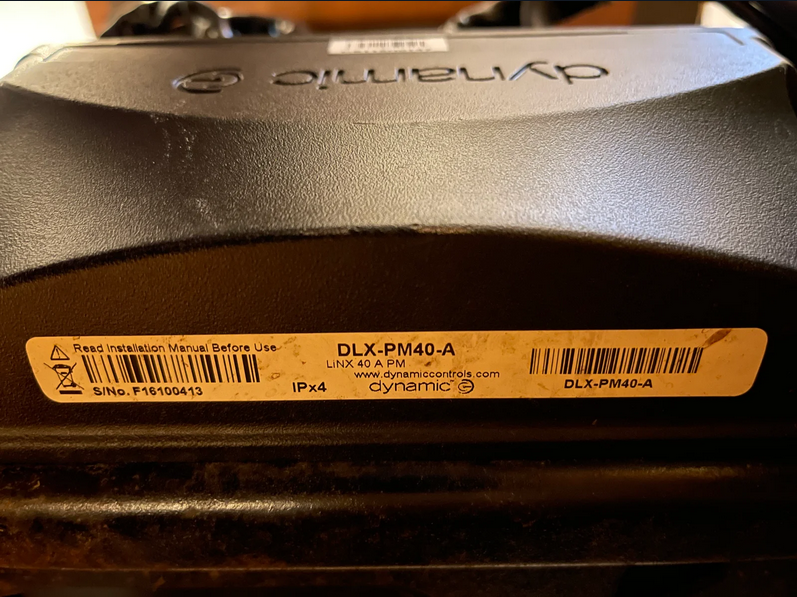 dynamic
Read Installation Manual Before Use
S/No. F16100413
IPx4
DLX-PM40-A
LiNX 40 A PM
www.dynamiccontrols.com
dynamic
DLX-PM40-A